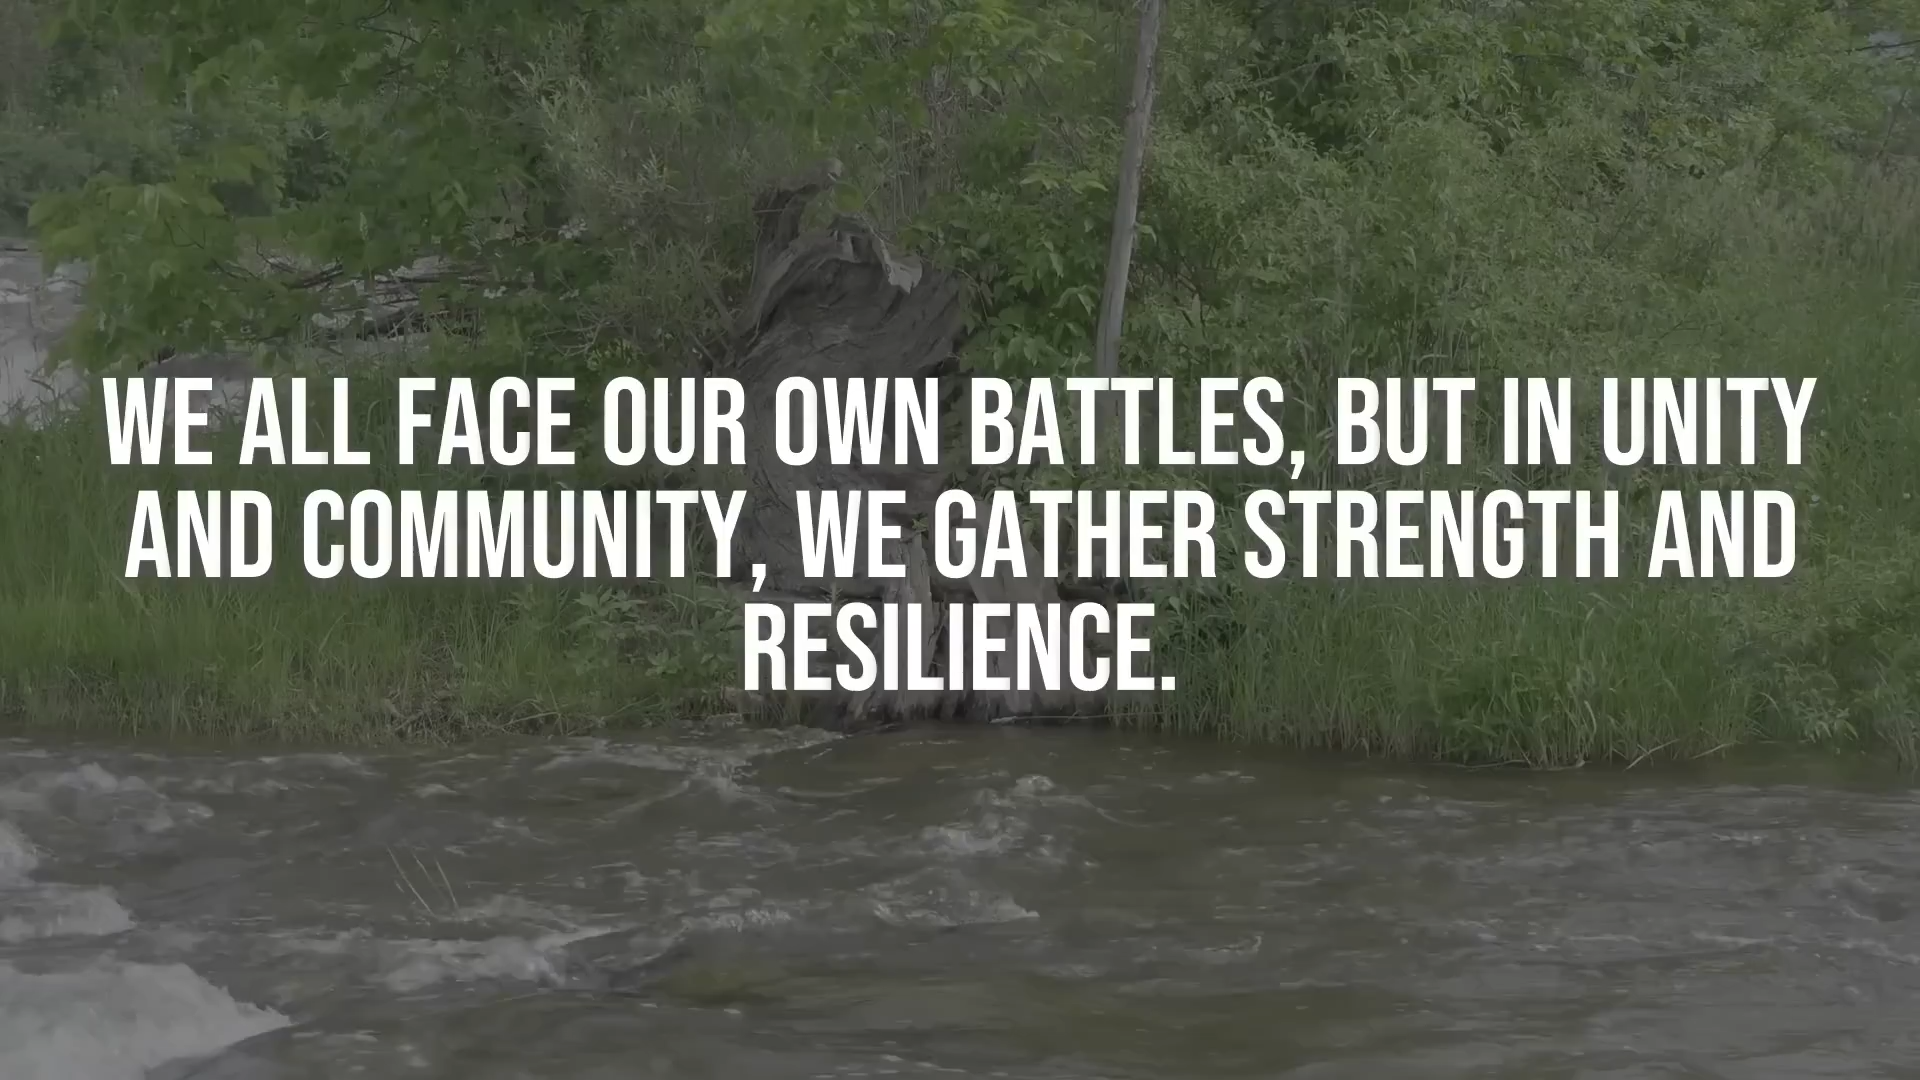 WE ALL FACE OUR OWN BATTLES, BUT IN UNITY
AND COMMUNITY, WE GATHER STRENGTH AND
RESILIENCE.